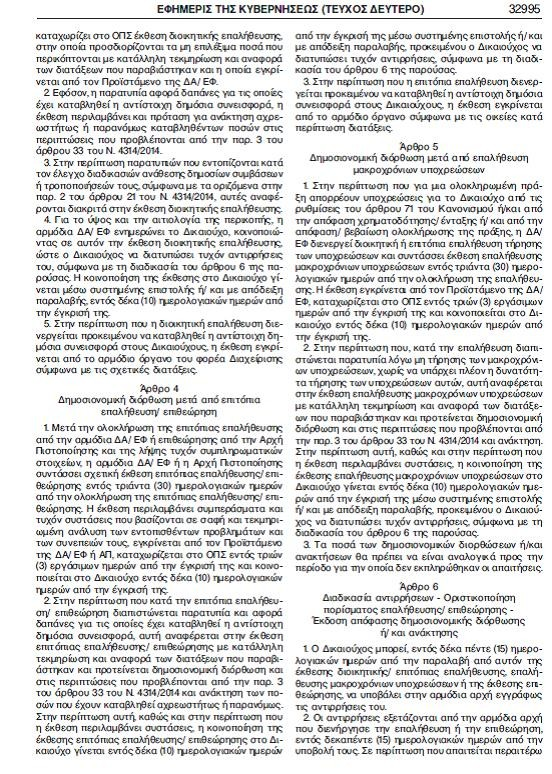 ΕΦΗΜΕΡΙΣ ΤΗΣ ΚΥΒΕΡΝΗΣΕΩΣ (ΤΕΥΧΟΣ ΔΕΥΤΕΡΟ)
32995
καταχωρίζει στο ΟΠΣ έκθεση διοικητικής επαλήθευσης,
στην οποία προσδιορίζονται τα μη επιλέξιμα ποσά που
περικόπτονται με κατάλληλη τεκμηρίωση και αναφορά
των διατάξεων που παραβιάστηκαν και η οποία εγκρί-
νεται από τον Προϊστάμενο της ΔΑ/ ΕΦ.
2. Εφόσον, η παρατυπία αφορά δαπάνες για τις οποίες
έχει καταβληθεί η αντίστοιχη δημόσια συνεισφορά, η
έκθεση περιλαμβάνει και πρόταση για ανάκτηση αχρε-
ωστήτως ή παρανόμως καταβληθέντων ποσών στις
περιπτώσεις που προβλέπονται από την παρ. 3 του
άρθρου 33 του Ν. 4314/2014.
3. Στην περίπτωση παρατυπιών που εντοπίζονται κατά
τον έλεγχο διαδικασιών ανάθεσης δημοσίων συμβάσεων
ή τροποποιήσεών τους, σύμφωνα με τα οριζόμενα στην
παρ. 2 του άρθρου 21 του Ν. 4314/2014, αυτές αναφέ-
ρονται διακριτά στην έκθεση διοικητικής επαλήθευσης.
4. Για το ύψος και την αιτιολογία της περικοπής, η
αρμόδια ΔΑ/ ΕΦ ενημερώνει το Δικαιούχο, κοινοποιώ-
ντας σε αυτόν την έκθεση διοικητικής επαλήθευσης,
ώστε ο Δικαιούχος να διατυπώσει τυχόν αντιρρήσεις
του, σύμφωνα με τη διαδικασία του άρθρου 6 της πα-
ρούσας. Η κοινοποίηση της έκθεσης στο Δικαιούχο γί-
νεται μέσω συστημένης επιστολής ή / και με απόδειξη
παραλαβής, εντός δέκα (10) ημερολογιακών ημερών από
την έγκρισή της.
5. Στην περίπτωση που η διοικητική επαλήθευση διε-
νεργείται προκειμένου να καταβληθεί η αντίστοιχη δη-
μόσια συνεισφορά στους Δικαιούχους, η έκθεση εγκρί-
νεται από το αρμόδιο όργανο του φορέα Διαχείρισης
σύμφωνα με τις σχετικές διατάξεις.
Άρθρο 4
Δημοσιονομική διόρθωση μετά από επιτόπια
επαλήθευση/ επιθεώρηση
1. Μετά την ολοκλήρωση της επιτόπιας επαλήθευσης
από την αρμόδια ΔΑ/ ΕΦ ή επιθεώρησης από την Αρχή
Πιστοποίησης και της λήψης τυχόν συμπληρωματικών
στοιχείων, η αρμόδια ΔΑ/ ΕΦ ή η Αρχή Πιστοποίησης
συντάσσει σχετική έκθεση επιτόπιας επαλήθευσης/ επι-
θεώρησης εντός τριάντα (30) ημερολογιακών ημερών
από την ολοκλήρωση της επιτόπιας επαλήθευσης/ επι-
θεώρησης. Η έκθεση περιλαμβάνει συμπεράσματα και
τυχόν συστάσεις που βασίζονται σε σαφή και τεκμηρι-
ωμένη ανάλυση των εντοπισθέντων προβλημάτων και
των συνεπειών τους, εγκρίνεται από τον Προϊστάμενο
της ΔΑ/ ΕΦ ή ΑΠ, καταχωρίζεται στο ΟΠΣ εντός τριών
(3) εργάσιμων ημερών από την έγκρισή της και κοινο-
ποιείται στο Δικαιούχο εντός δέκα (10) ημερολογιακών
ημερών από την έγκρισή της.
2. Στην περίπτωση που κατά την επιτόπια επαλήθευ-
ση/ επιθεώρηση διαπιστώνεται παρατυπία και αφορά
δαπάνες για τις οποίες έχει καταβληθεί η αντίστοιχη
δημόσια συνεισφορά, αυτή αναφέρεται στην έκθεση
επιτόπιας επαλήθευσης/ επιθεώρησης με κατάλληλη
τεκμηρίωση και αναφορά των διατάξεων που παραβι-
άστηκαν και προτείνεται δημοσιονομική διόρθωση και
στις περιπτώσεις που προβλέπονται από την παρ. 3
του άρθρου 33 του Ν. 4314/2014 και ανάκτηση των πο-
σών που έχουν καταβληθεί αχρεωστήτως ή παρανόμως.
Στην περίπτωση αυτή, καθώς και στην περίπτωση που
η έκθεση περιλαμβάνει συστάσεις, η κοινοποίηση της
έκθεσης επιτόπιας επαλήθευσης/ επιθεώρησης στο Δι-
καιούχο γίνεται εντός δέκα (10) ημερολογιακών ημερών
από την έγκρισή της μέσω συστημένης επιστολής ή/ και
με απόδειξη παραλαβής, προκειμένου ο Δικαιούχος να
διατυπώσει τυχόν αντιρρήσεις, σύμφωνα με τη διαδι-
κασία του άρθρου 6 της παρούσας.
3. Στην περίπτωση που η επιτόπια επαλήθευση διενερ-
γείται προκειμένου να καταβληθεί η αντίστοιχη δημόσια
συνεισφορά στους Δικαιούχους, η έκθεση εγκρίνεται
από το αρμόδιο όργανο σύμφωνα με τις οικείες κατά
περίπτωση διατάξεις.
Άρθρο 5
Δημοσιονομική διόρθωση μετά από επαλήθευση
μακροχρόνιων υποχρεώσεων
1. Στην περίπτωση που για μια ολοκληρωμένη πρά-
ξη απορρέουν υποχρεώσεις για το Δικαιούχο από τις
ρυθμίσεις του άρθρου 71 του Κανονισμού ή/και από
την απόφαση χρηματοδότησης/ ένταξης ή/ και από την
απόφαση/ βεβαίωση ολοκλήρωσης της πράξης, η ΔΑ/
ΕΦ διενεργεί διοικητική ή επιτόπια επαλήθευση τήρησης
των υποχρεώσεων και συντάσσει έκθεση επαλήθευσης
μακροχρόνιων υποχρεώσεων εντός τριάντα (30) ημερο-
λογιακών ημερών από την ολοκλήρωση της επαλήθευ-
σης. Η έκθεση εγκρίνεται από τον Προϊστάμενο της ΔΑ/
ΕΦ, καταχωρίζεται στο ΟΠΣ εντός τριών (3) εργάσιμων
ημερών από την έγκρισή της και κοινοποιείται στο Δι-
καιούχο εντός δέκα (10) ημερολογιακών ημερών από
την έγκρισή της.
2. Στην περίπτωση που, κατά την επαλήθευση διαπι-
στώνεται παρατυπία λόγω μη τήρησης των μακροχρόνι-
ων υποχρεώσεων, χωρίς να υπάρχει πλέον η δυνατότη-
τα τήρησης των υποχρεώσεων αυτών, αυτή αναφέρεται
στην έκθεση επαλήθευσης μακροχρόνιων υποχρεώσεων
με κατάλληλη τεκμηρίωση και αναφορά των διατάξε-
ων που παραβιάστηκαν και προτείνεται δημοσιονομική
διόρθωση και στις περιπτώσεις που προβλέπονται από
την παρ. 3 του άρθρου 33 του Ν. 4314/2014 και ανάκτηση.
Στην περίπτωση αυτή, καθώς και στην περίπτωση που
η έκθεση περιλαμβάνει συστάσεις, η κοινοποίηση της
έκθεσης επαλήθευσης μακροχρόνιων υποχρεώσεων στο
Δικαιούχο γίνεται εντός δέκα (10) ημερολογιακών ημε-
ρών από την έγκρισή της μέσω συστημένης επιστολής
ή/ και με απόδειξη παραλαβής, προκειμένου ο Δικαιού-
χος να διατυπώσει τυχόν αντιρρήσεις, σύμφωνα με τη
διαδικασία του άρθρου 6 της παρούσας.
3. Τα ποσά των δημοσιονομικών διορθώσεων ή/και
ανακτήσεων θα πρέπει να είναι αναλογικά προς την
περίοδο για την οποία δεν εκπληρώθηκαν οι απαιτήσεις.
Άρθρο 6
Διαδικασία αντιρρήσεων - Οριστικοποίηση
πορίσματος επαλήθευσης/ επιθεώρησης -
Έκδοση απόφασης δημοσιονομικής διόρθωσης
ή/ και ανάκτησης
1. Ο Δικαιούχος μπορεί, εντός δέκα πέντε (15) ημερο-
λογιακών ημερών από την παραλαβή από αυτόν της
έκθεσης διοικητικής/ επιτόπιας επαλήθευσης, επαλή-
θευσης μακροχρόνιων υποχρεώσεων ή της έκθεσης επι-
θεώρησης, να υποβάλει στην αρμόδια αρχή εγγράφως
τις αντιρρήσεις του.
2. Οι αντιρρήσεις εξετάζονται από την αρμόδια αρχή
που διενήργησε την επαλήθευση ή την επιθεώρηση,
εντός δεκαπέντε (15) ημερολογιακών ημερών από την
υποβολή τους. Σε περίπτωση που απαιτείται περαιτέρω